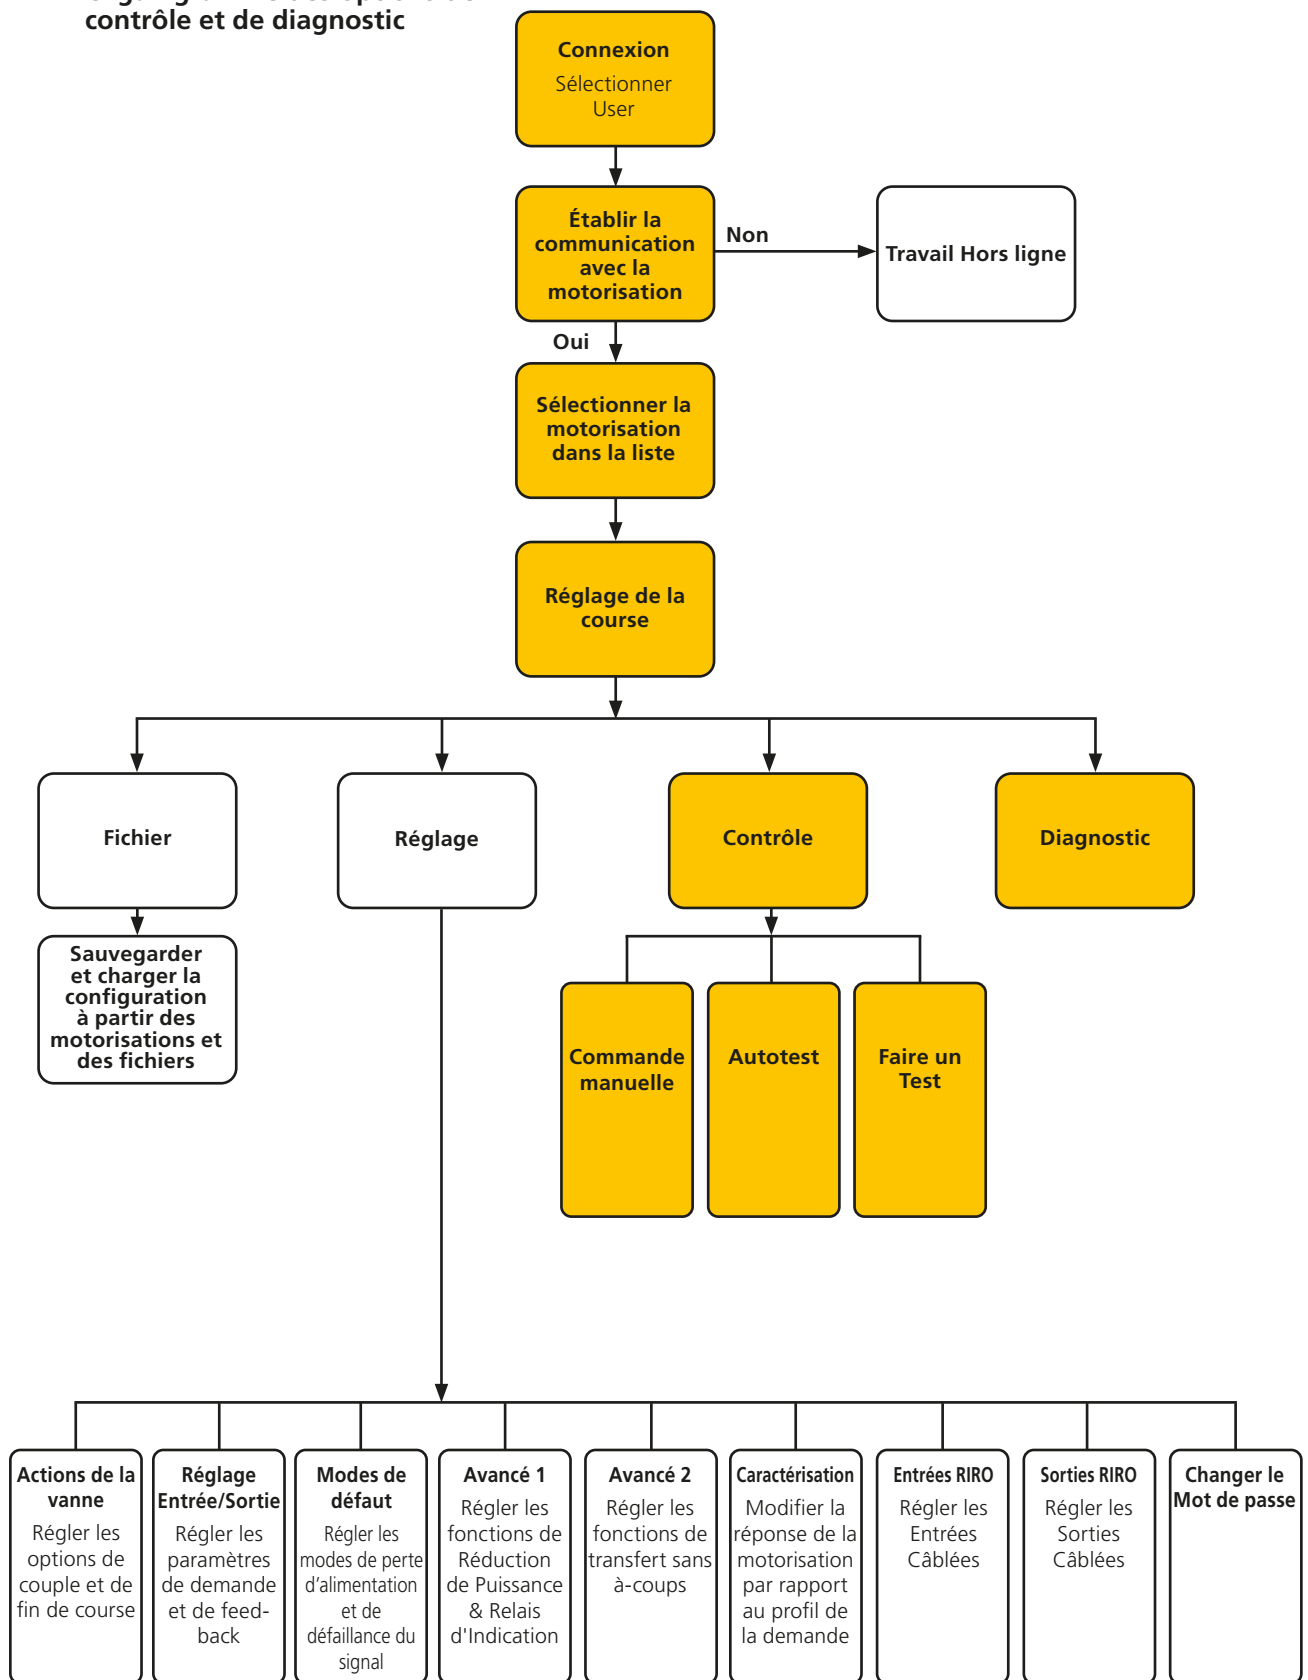 contrôle et de diagnostic
Connexion
Sélectionner
User
Établir la
communication
avec la
motorisation
Non
Travail Hors ligne
Oui
Sélectionner la
motorisation
dans la liste
Réglage de la
course
Fichier
Réglage
Contrôle
Diagnostic
Sauvegarder
et charger la
configuration
à partir des
motorisations et
des fichiers
Commande
manuelle
Autotest
Faire un
Test
Actions de la
vanne
Régler les
options de
couple et de
fin de course
Réglage
Entrée/Sortie
Régler les
paramètres
de demande
et de feed-
back
Modes de
défaut
Régler les
modes de perte
d'alimentation
et de
défaillance du
signal
Avancé 1
Régler les
fonctions de
Réduction
de Puissance
& Relais
d'Indication
Avancé 2
Régler les
fonctions de
transfert sans
à-coups
Caractérisation
Modifier la
réponse de la
motorisation
par rapport
au profil de
la demande
Entrées RIRO
Régler les
Entrées
Câblées
Sorties RIRO
Régler les
Sorties
Câblées
Changer le
Mot de passe